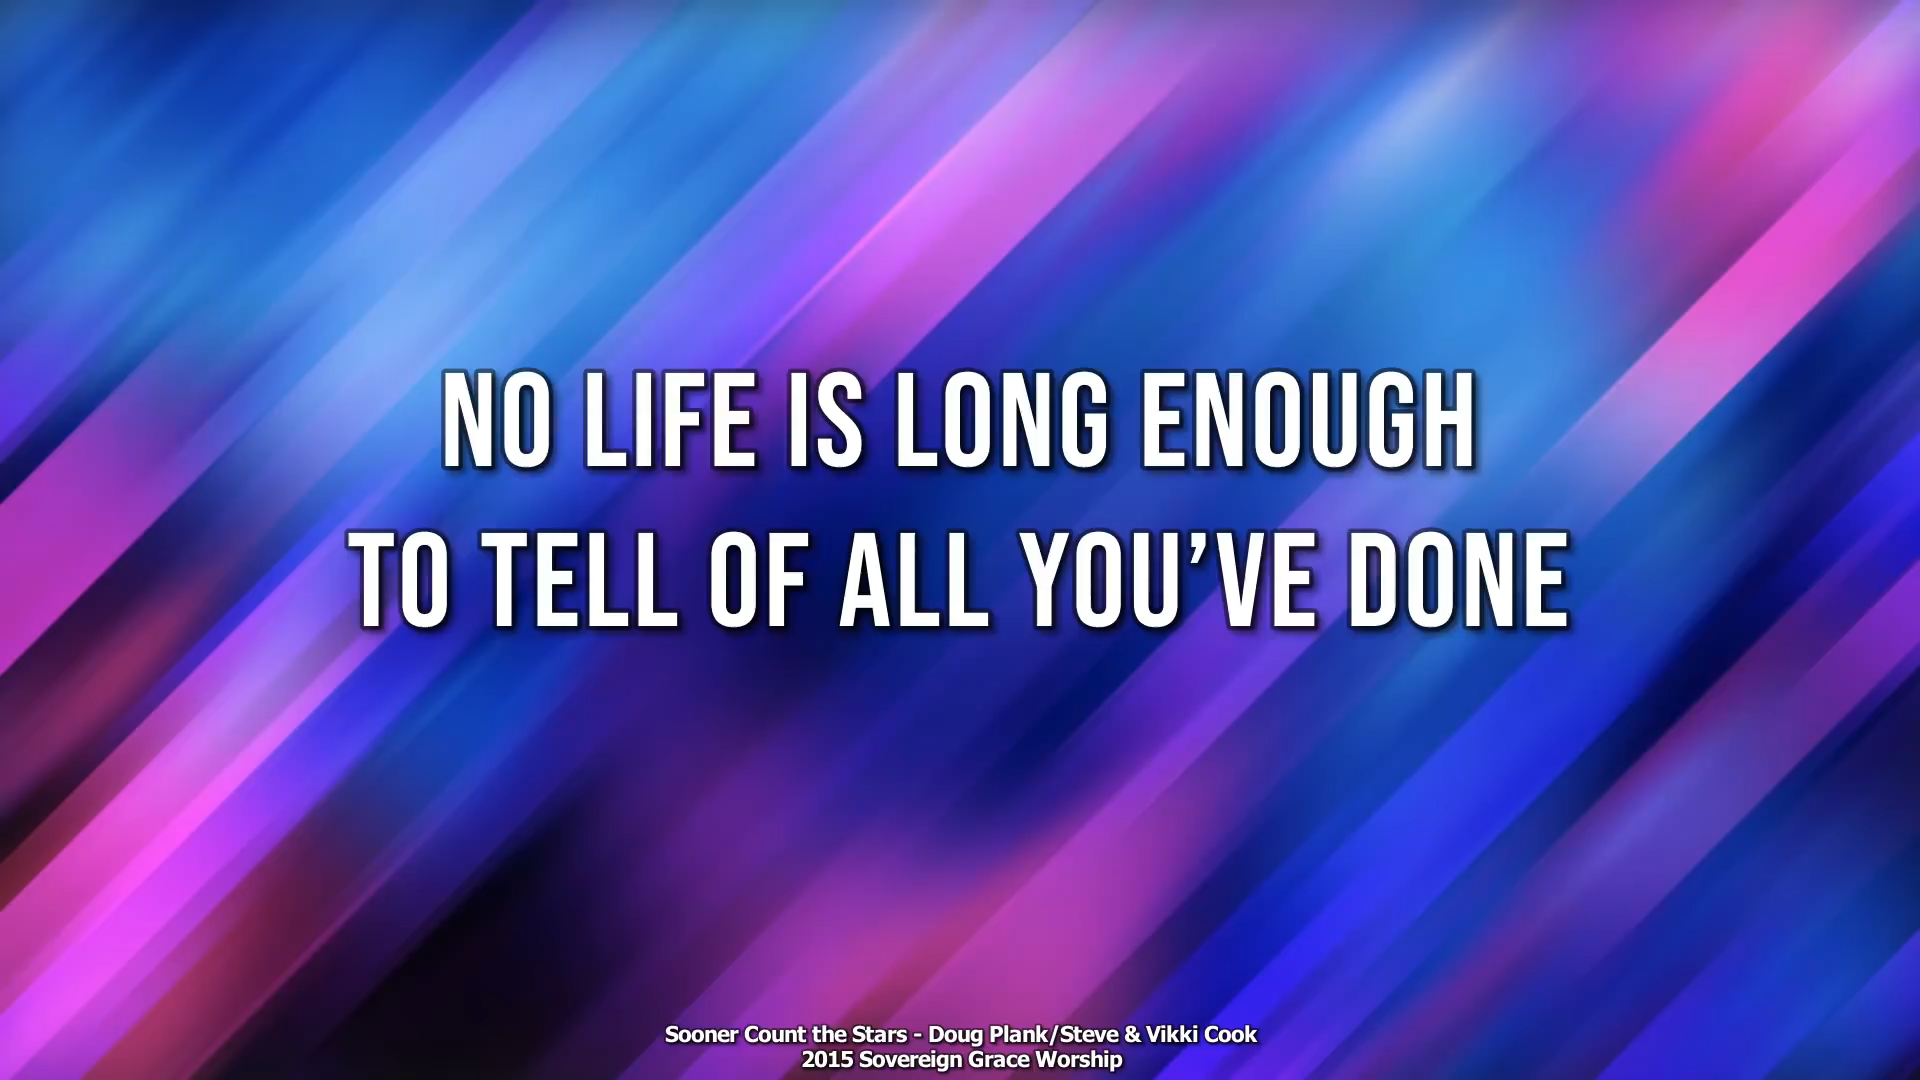 NO LIFE IS LONG ENOUGH
TO TELL OF ALL YOU’VE DONE
Sooner Count the Stars - Doug Plank/Steve & Vikki Cook
2015 Sovereign Grace Worship